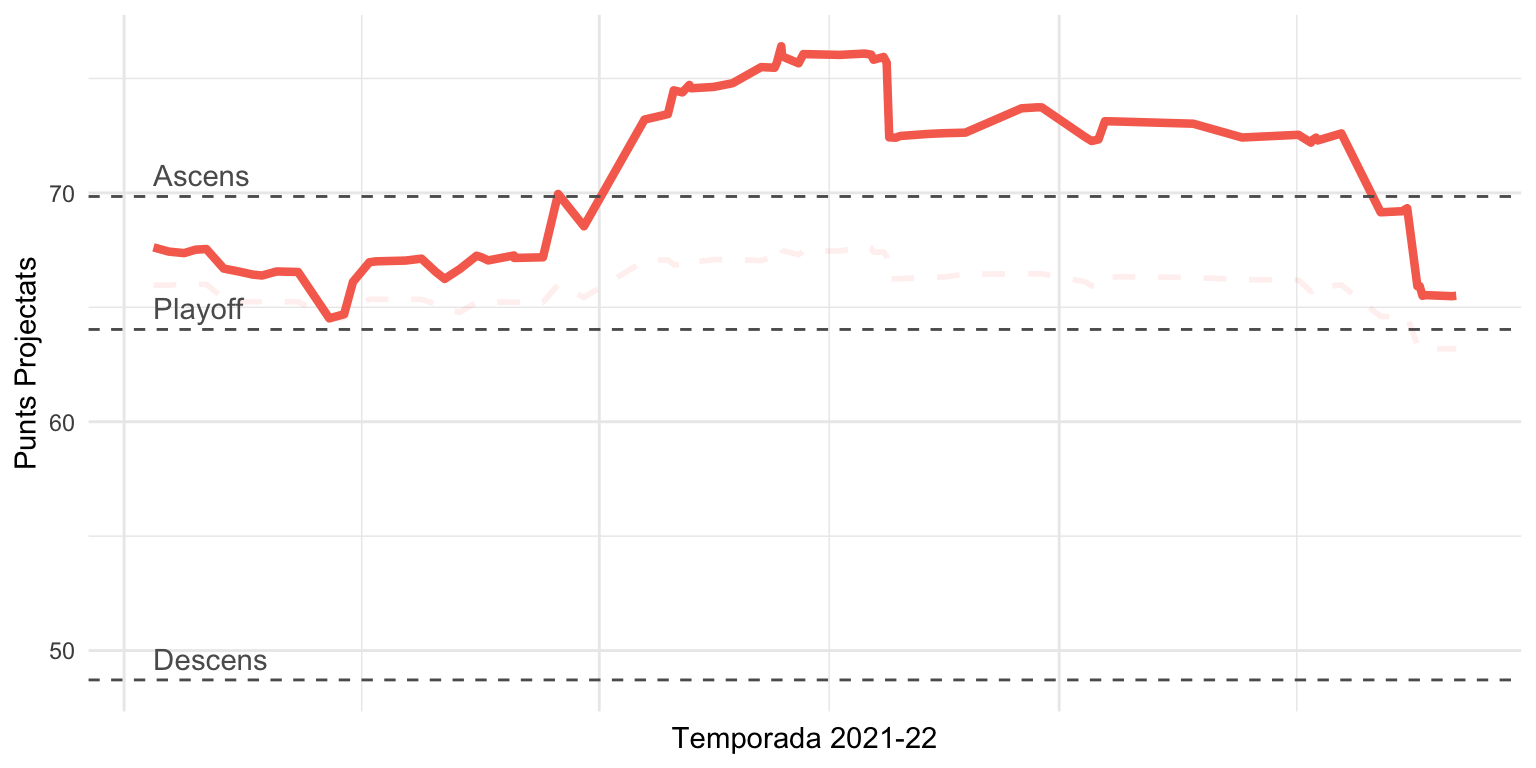 Punts Projectats
70
60
50
Ascens
Playoff
Descens
Temporada 2021-22